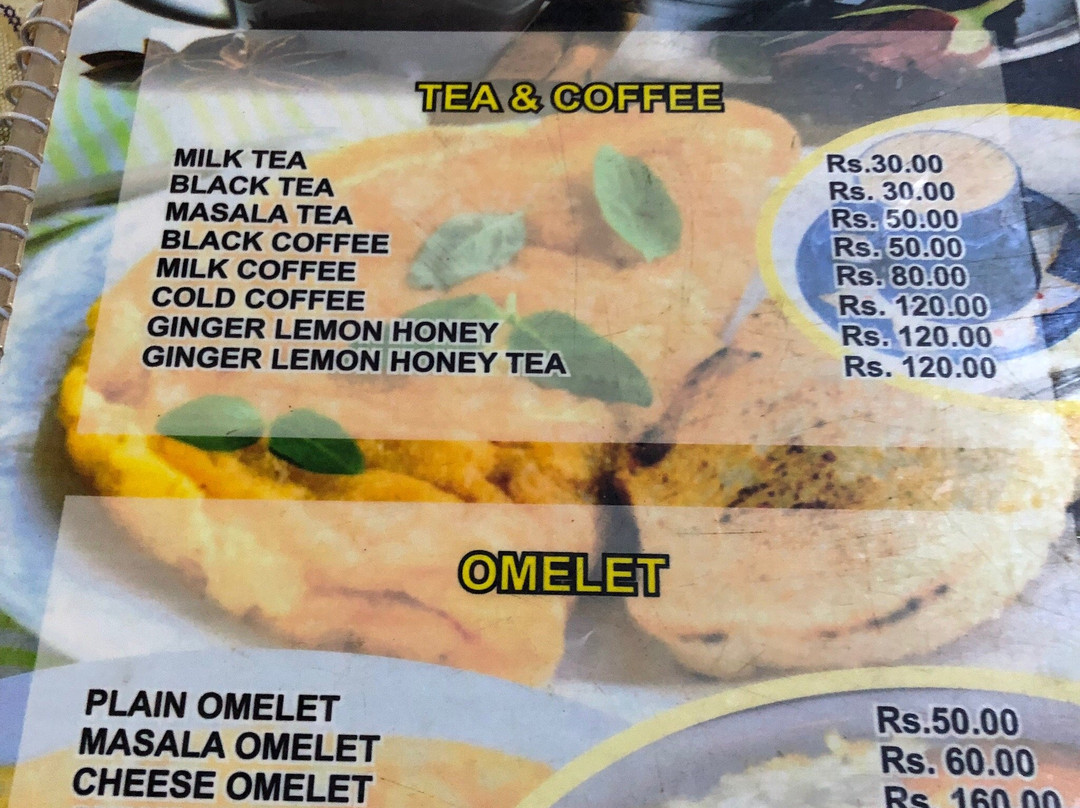 TEA & COFFEE
MILK TEA Rs.30.00
BLACK TEA Rs. 30.00
MASALA TEA Rs. 50.00
BLACK COFFEE Rs. 50.00
MILK COFFEE Rs. 80.00
COLD COFFEE Rs. 120.00
GINGER LEMON HONEY Rs. 120.00
GINGER LEMON HONEY TEA Rs. 120.00
OMELET
PLAIN OMELET Rs.50.00
MASALA OMELET Rs. 60.00
CHEESE OMELET Rs. 160.00